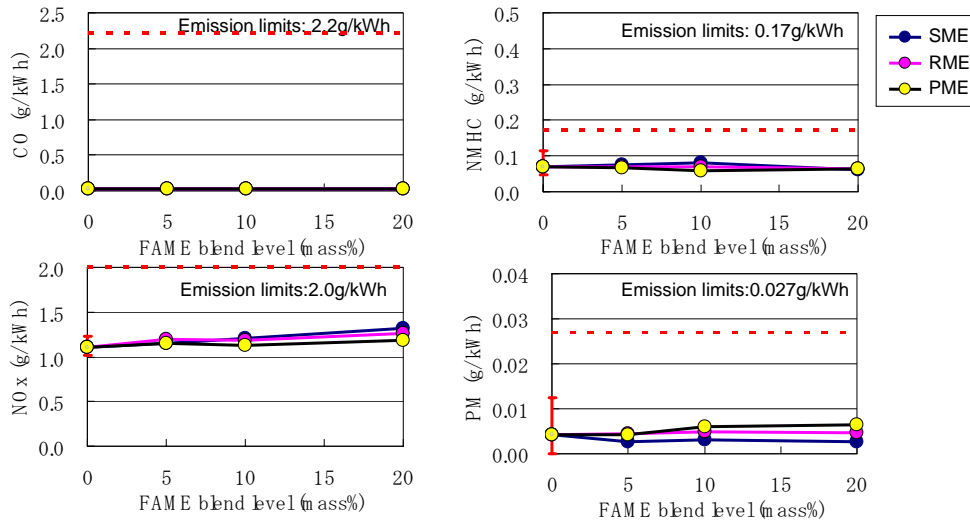 Emission limits: 2.2g/kWh
CO (g/kWh)
2.5
2.0
1.5
1.0
0.5
0.0
0 5 10 15 20
FAME blend level (mass%)
Emission limits: 0.17g/kWh
NMHC (g/kWh)
0.5
0.4
0.3
0.2
0.1
0.0
0 5 10 15 20
FAME blend level (mass%)
SME
RME
PME
Emission limits:2.0g/kWh
NOx (g/kWh)
2.0
1.5
1.0
0.5
0.0
0 5 10 15 20
FAME blend level (mass%)
Emission limits:0.027g/kWh
PM (g/kWh)
0.04
0.03
0.02
0.01
0.00
0 5 10 15 20
FAME blend level (mass%)